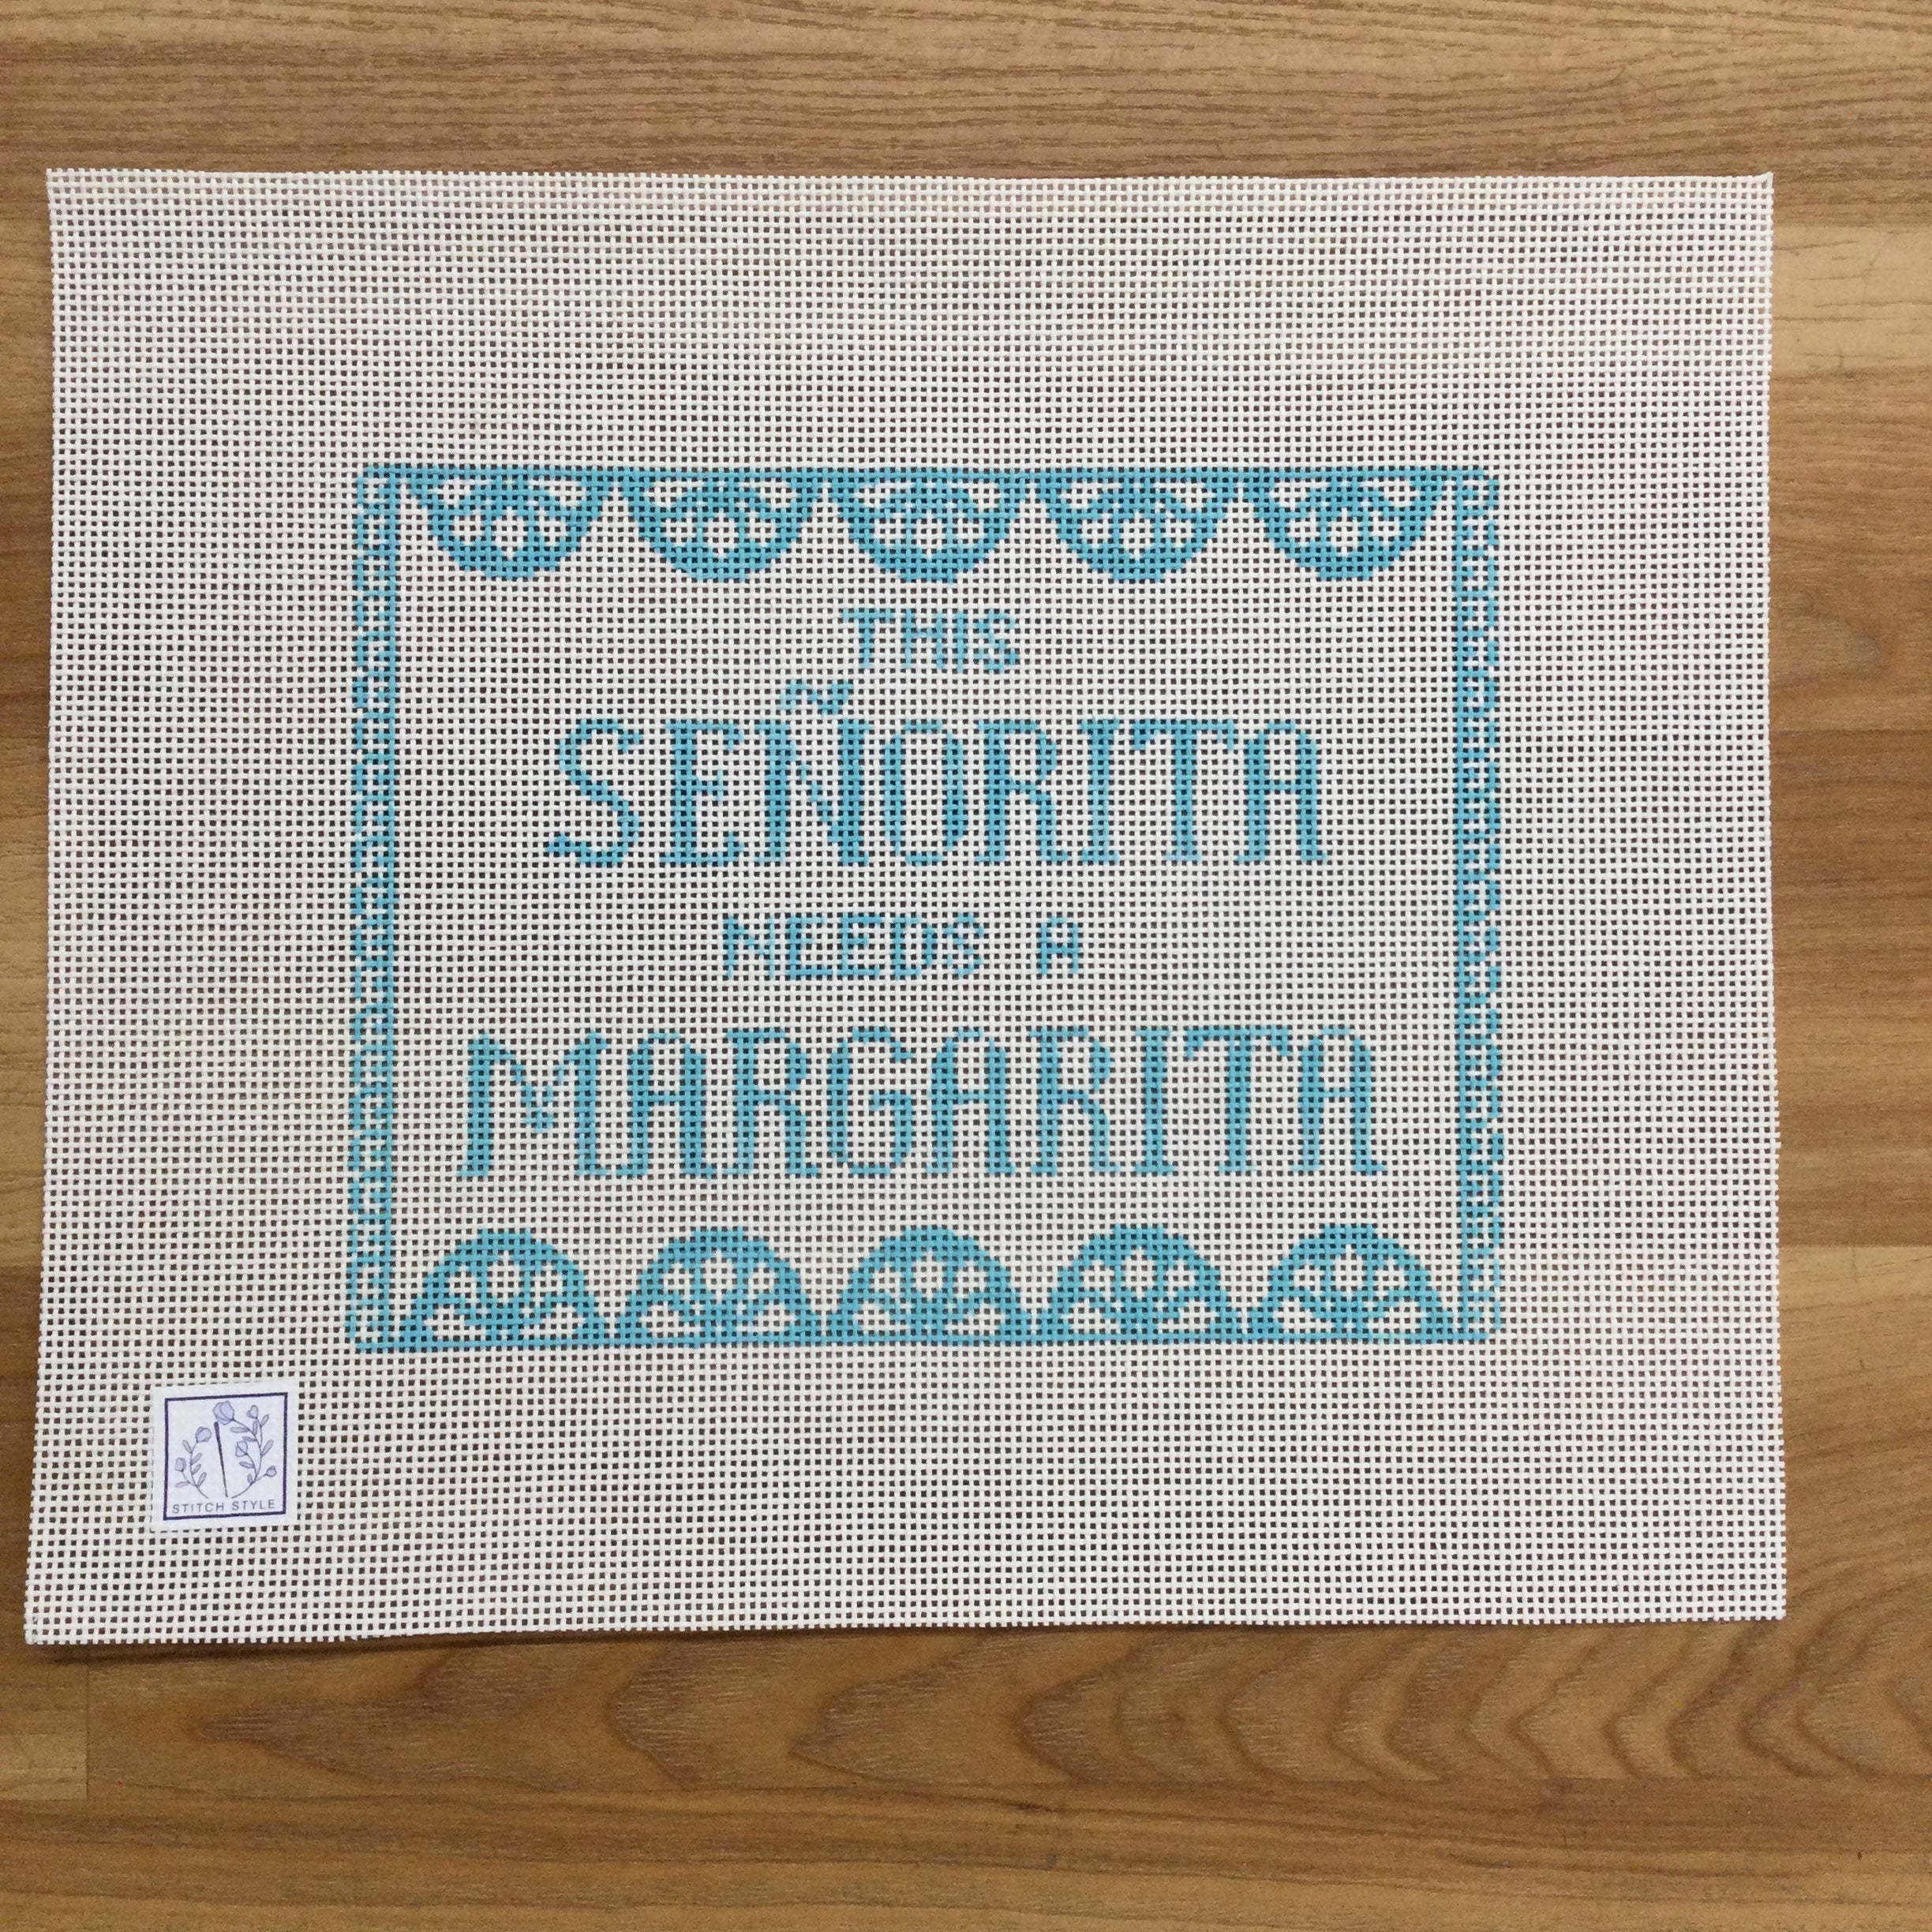 THIS
SEÑORITA
NEEDS A
MARGARITA
STITCH STYLE